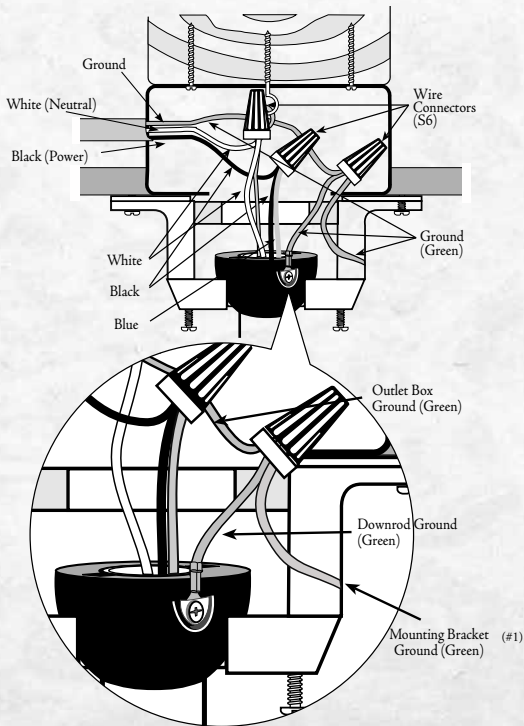 Ground
White (Neutral)
Black (Power)
Wire
Connectors
(S6)
Ground
(Green)
White
Black
Blue
Outlet Box
Ground (Green)
Downrod Ground
(Green)
Mounting Bracket (#1)
Ground (Green)